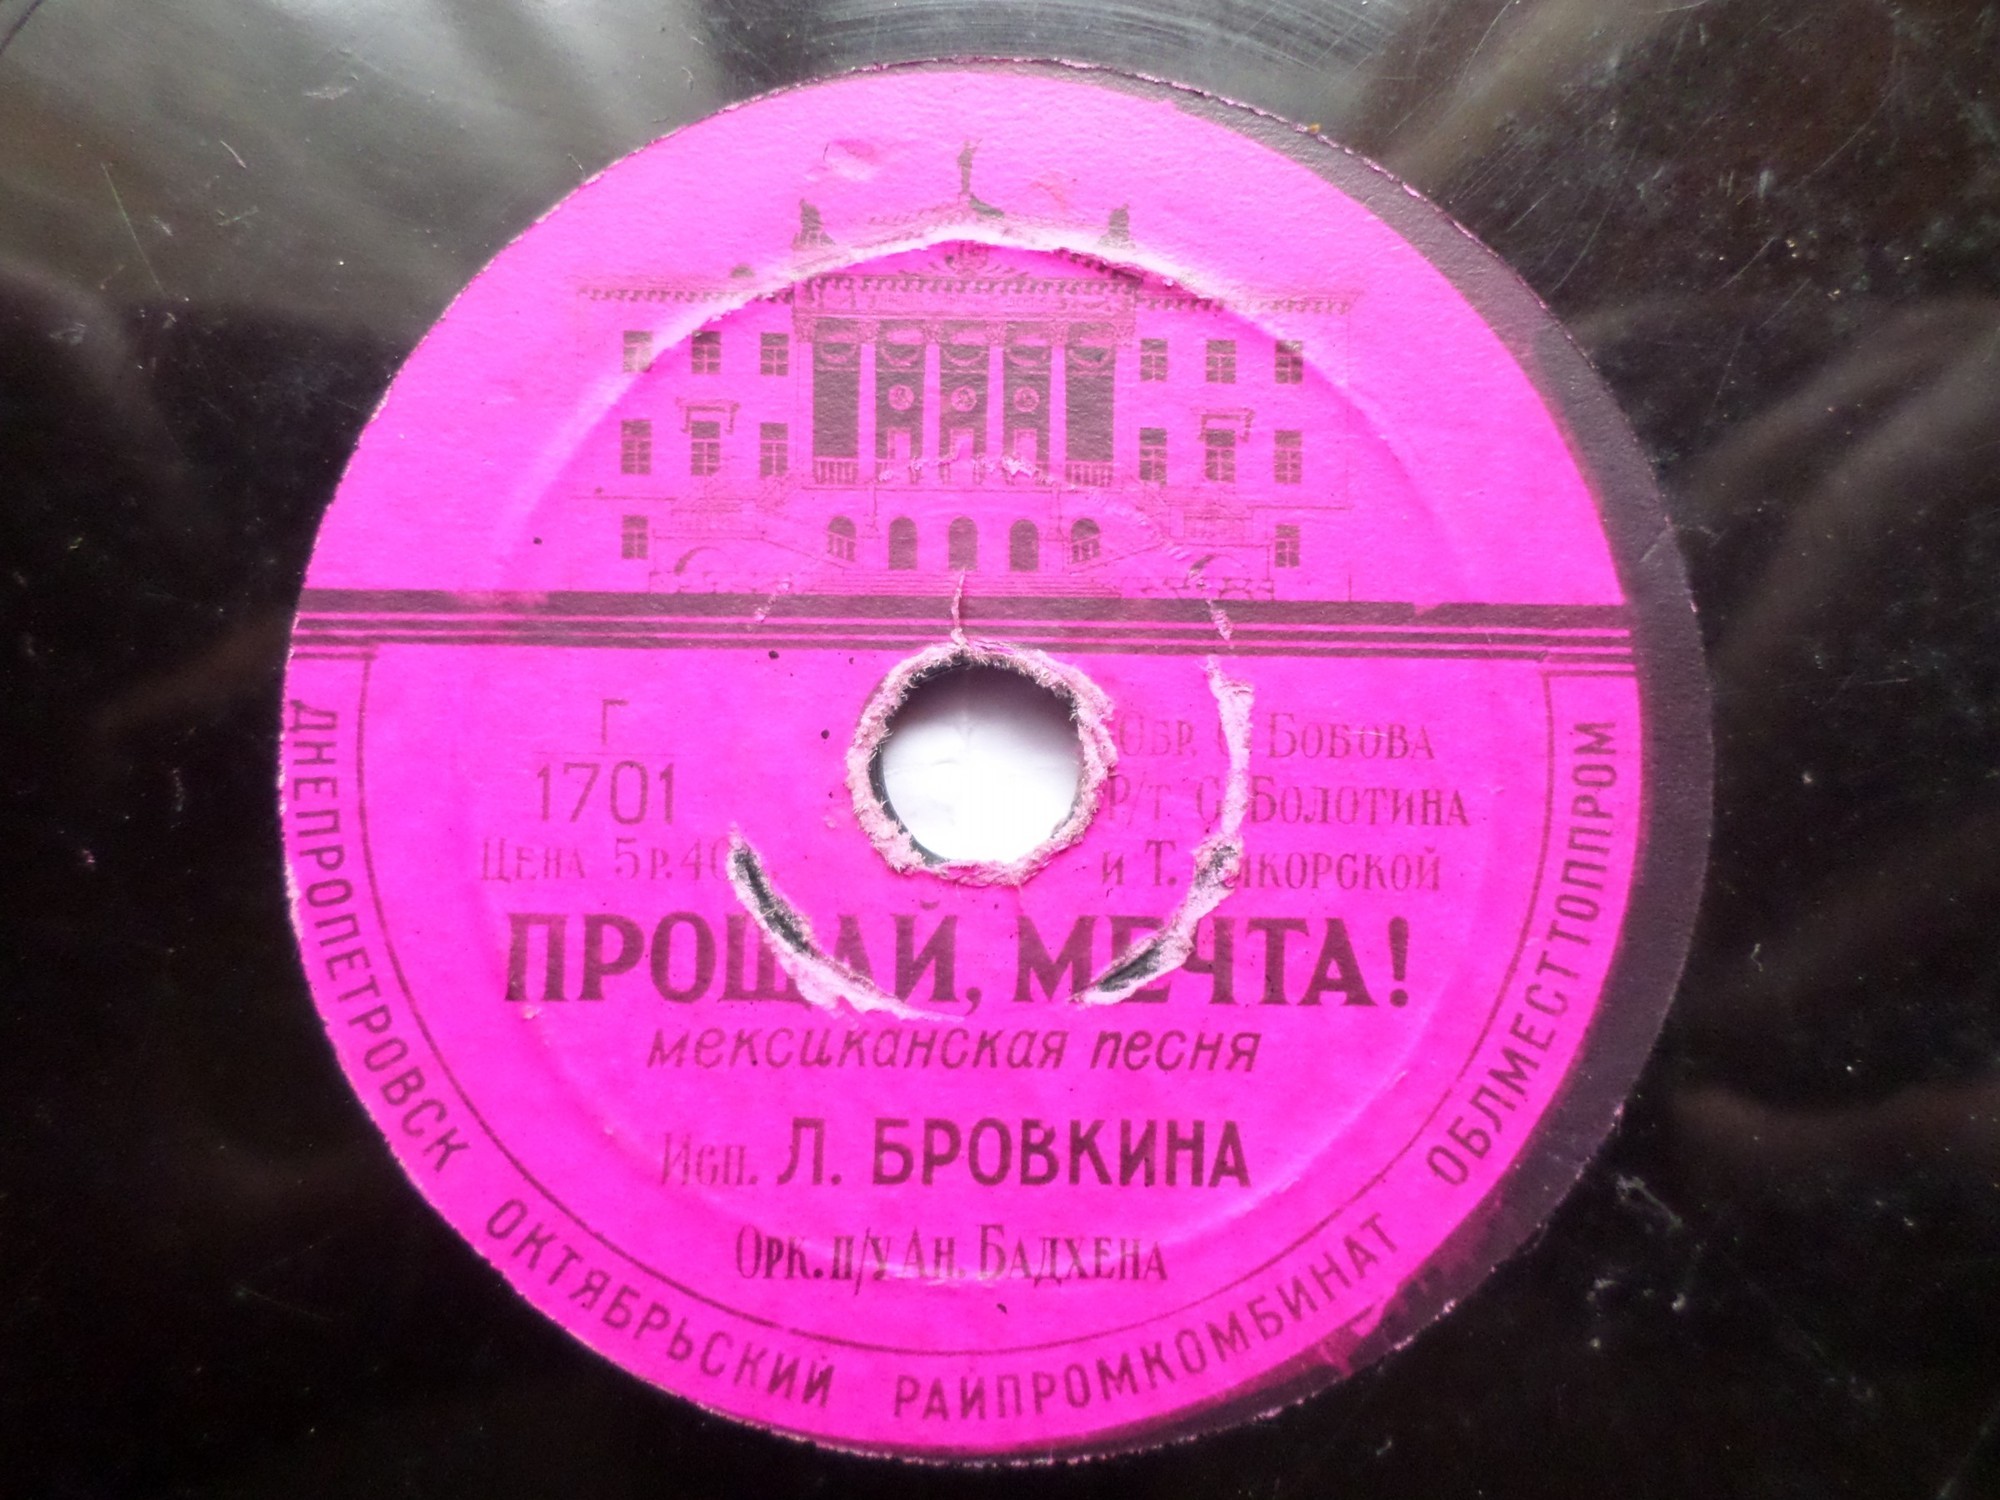 Г
1701
Цена 5р.40
Обр. С. Бобова
Р/т. С. Болотина
и Т. Сикорской
ПРОЩАЙ, МЕЧТА!
мексиканская песня
Исп. Л. БРОВКИНА
Орк. п/у Ан. Бадхена
ДНЕПРОПЕТРОВСК ОКТЯБРЬСКИЙ РАЙПРОМКОМБИНАТ ОБЛМЕСТТОППРОМ